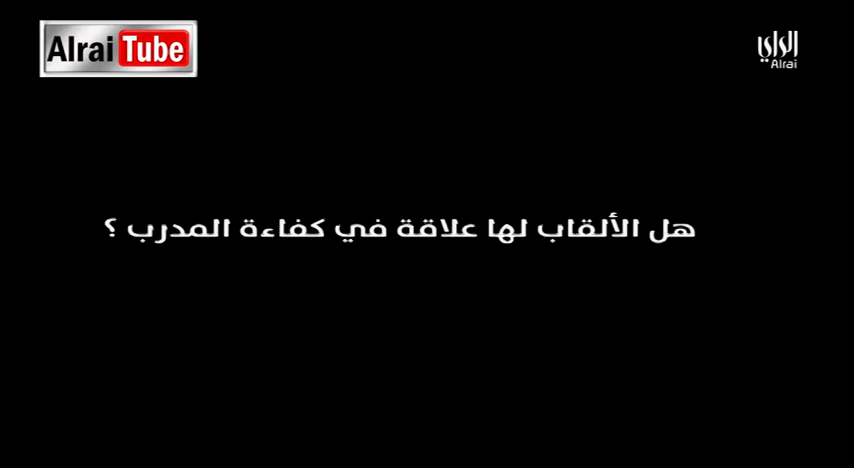 Alrai Tube
الراي
Alrai
هل الألقاب لها علاقة في كفاءة المدرب ؟